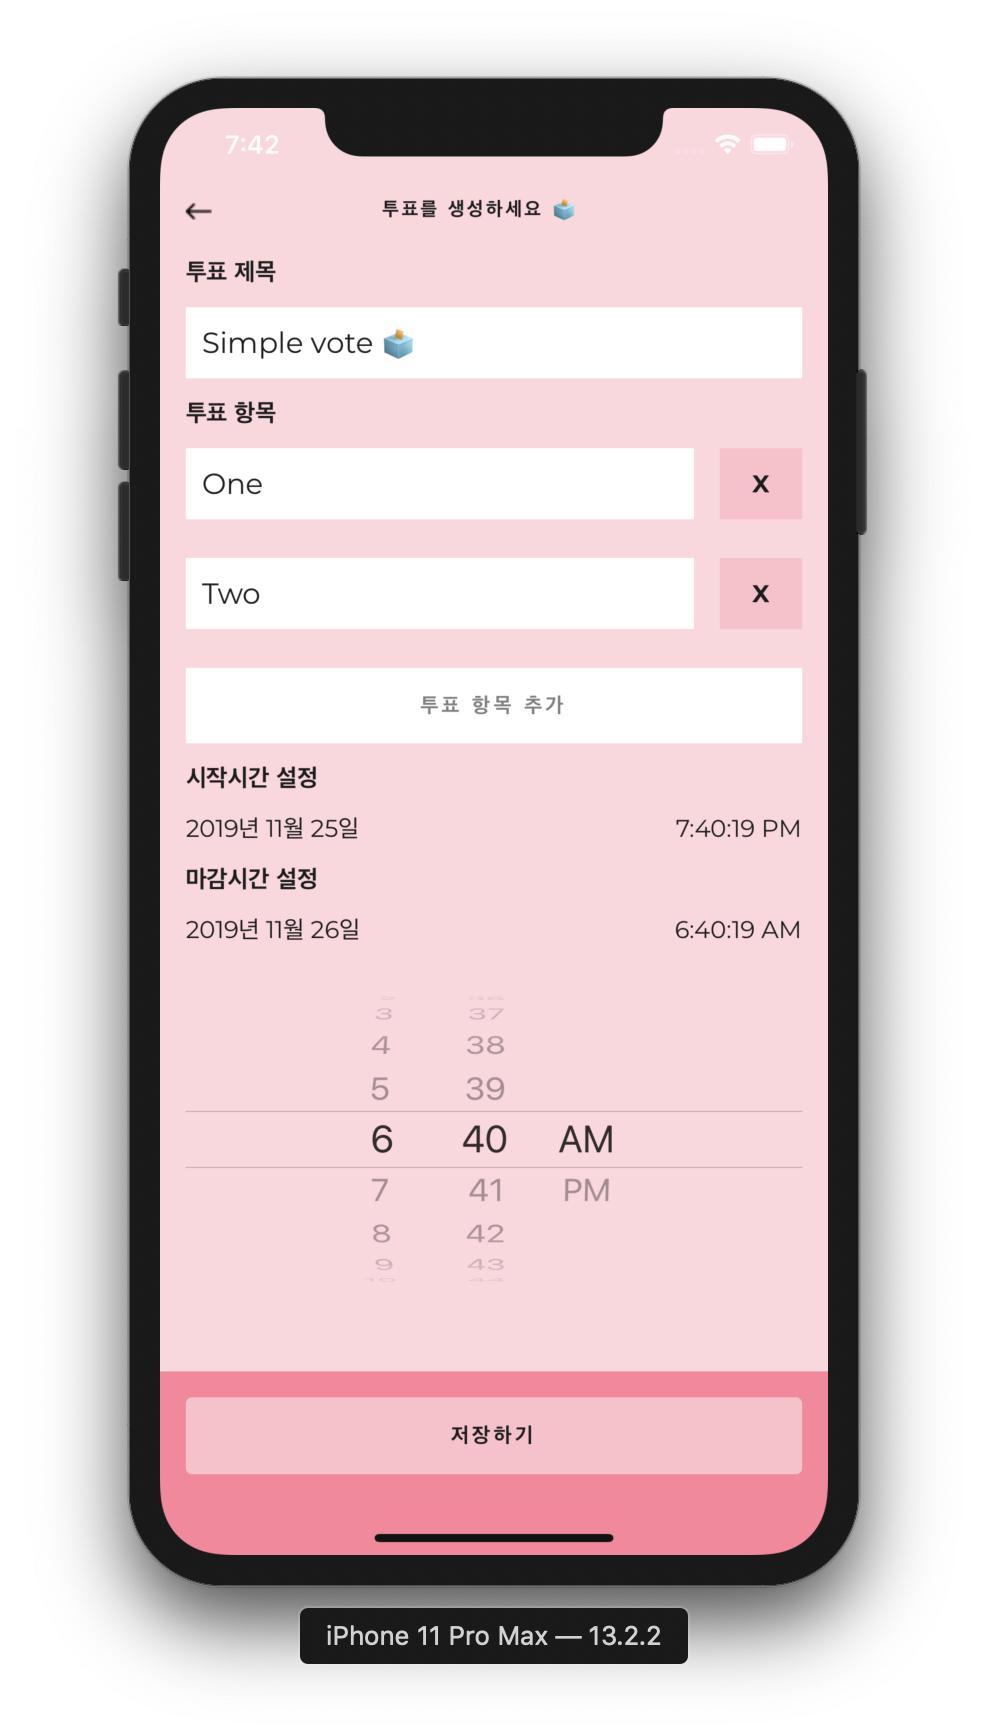 7:42
투표를 생성하세요 🗳️
투표 제목
Simple vote 🗳️
투표 항목
One X
Two X
투표 항목 추가
시작시간 설정
2019년 11월 25일 7:40:19 PM
마감시간 설정
2019년 11월 26일 6:40:19 AM
3 37
4 38
5 39
6 40 AM
7 41 PM
8 42
9 43
10 44
저장하기
iPhone 11 Pro Max — 13.2.2